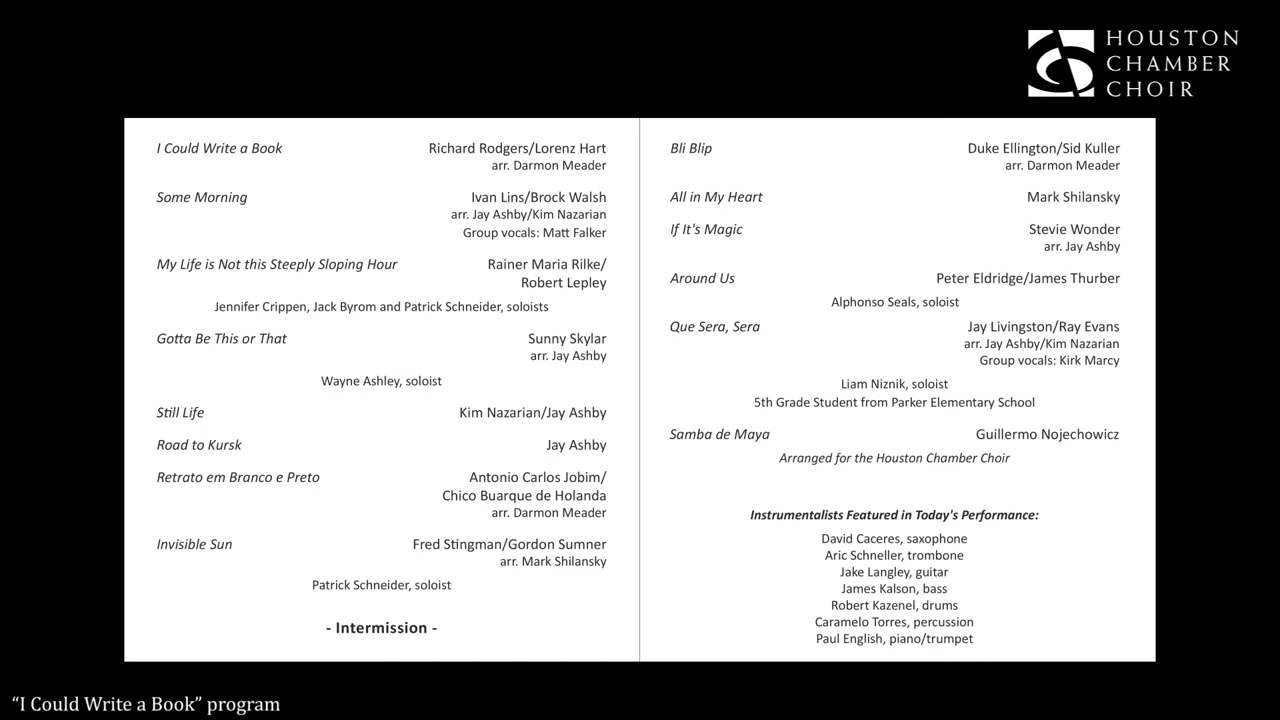 HOUSTON
CHAMBER
CHOIR
I Could Write a Book Richard Rodgers/Lorenz Hart
arr. Darmon Meader
Some Morning Ivan Lins/Brock Walsh
arr. Jay Ashby/Kim Nazarian
Group vocals: Matt Falker
My Life is Not this Steeply Sloping Hour Rainer Maria Rilke/
Robert Lepley
Jennifer Crippen, Jack Byrom and Patrick Schneider, soloists
Gotta Be This or That Sunny Skylar
arr. Jay Ashby
Wayne Ashley, soloist
Still Life Kim Nazarian/Jay Ashby
Road to Kursk Jay Ashby
Retrato em Branco e Preto Antonio Carlos Jobim/
Chico Buarque de Holanda
arr. Darmon Meader
Invisible Sun Fred Stingman/Gordon Sumner
arr. Mark Shilansky
Patrick Schneider, soloist
- Intermission -
Bli Blip Duke Ellington/Sid Kuller
arr. Darmon Meader
All in My Heart Mark Shilansky
If It's Magic Stevie Wonder
arr. Jay Ashby
Around Us Peter Eldridge/James Thurber
Alphonso Seals, soloist
Que Sera, Sera Jay Livingston/Ray Evans
arr. Jay Ashby/Kim Nazarian
Group vocals: Kirk Marcy
Liam Niznik, soloist
5th Grade Student from Parker Elementary School
Samba de Maya Guillermo Nojechowicz
Arranged for the Houston Chamber Choir
Instrumentalists Featured in Today's Performance:
David Caceres, saxophone
Aric Schneller, trombone
Jake Langley, guitar
James Kalson, bass
Robert Kazenel, drums
Caramelo Torres, percussion
Paul English, piano/trumpet
“I Could Write a Book” program